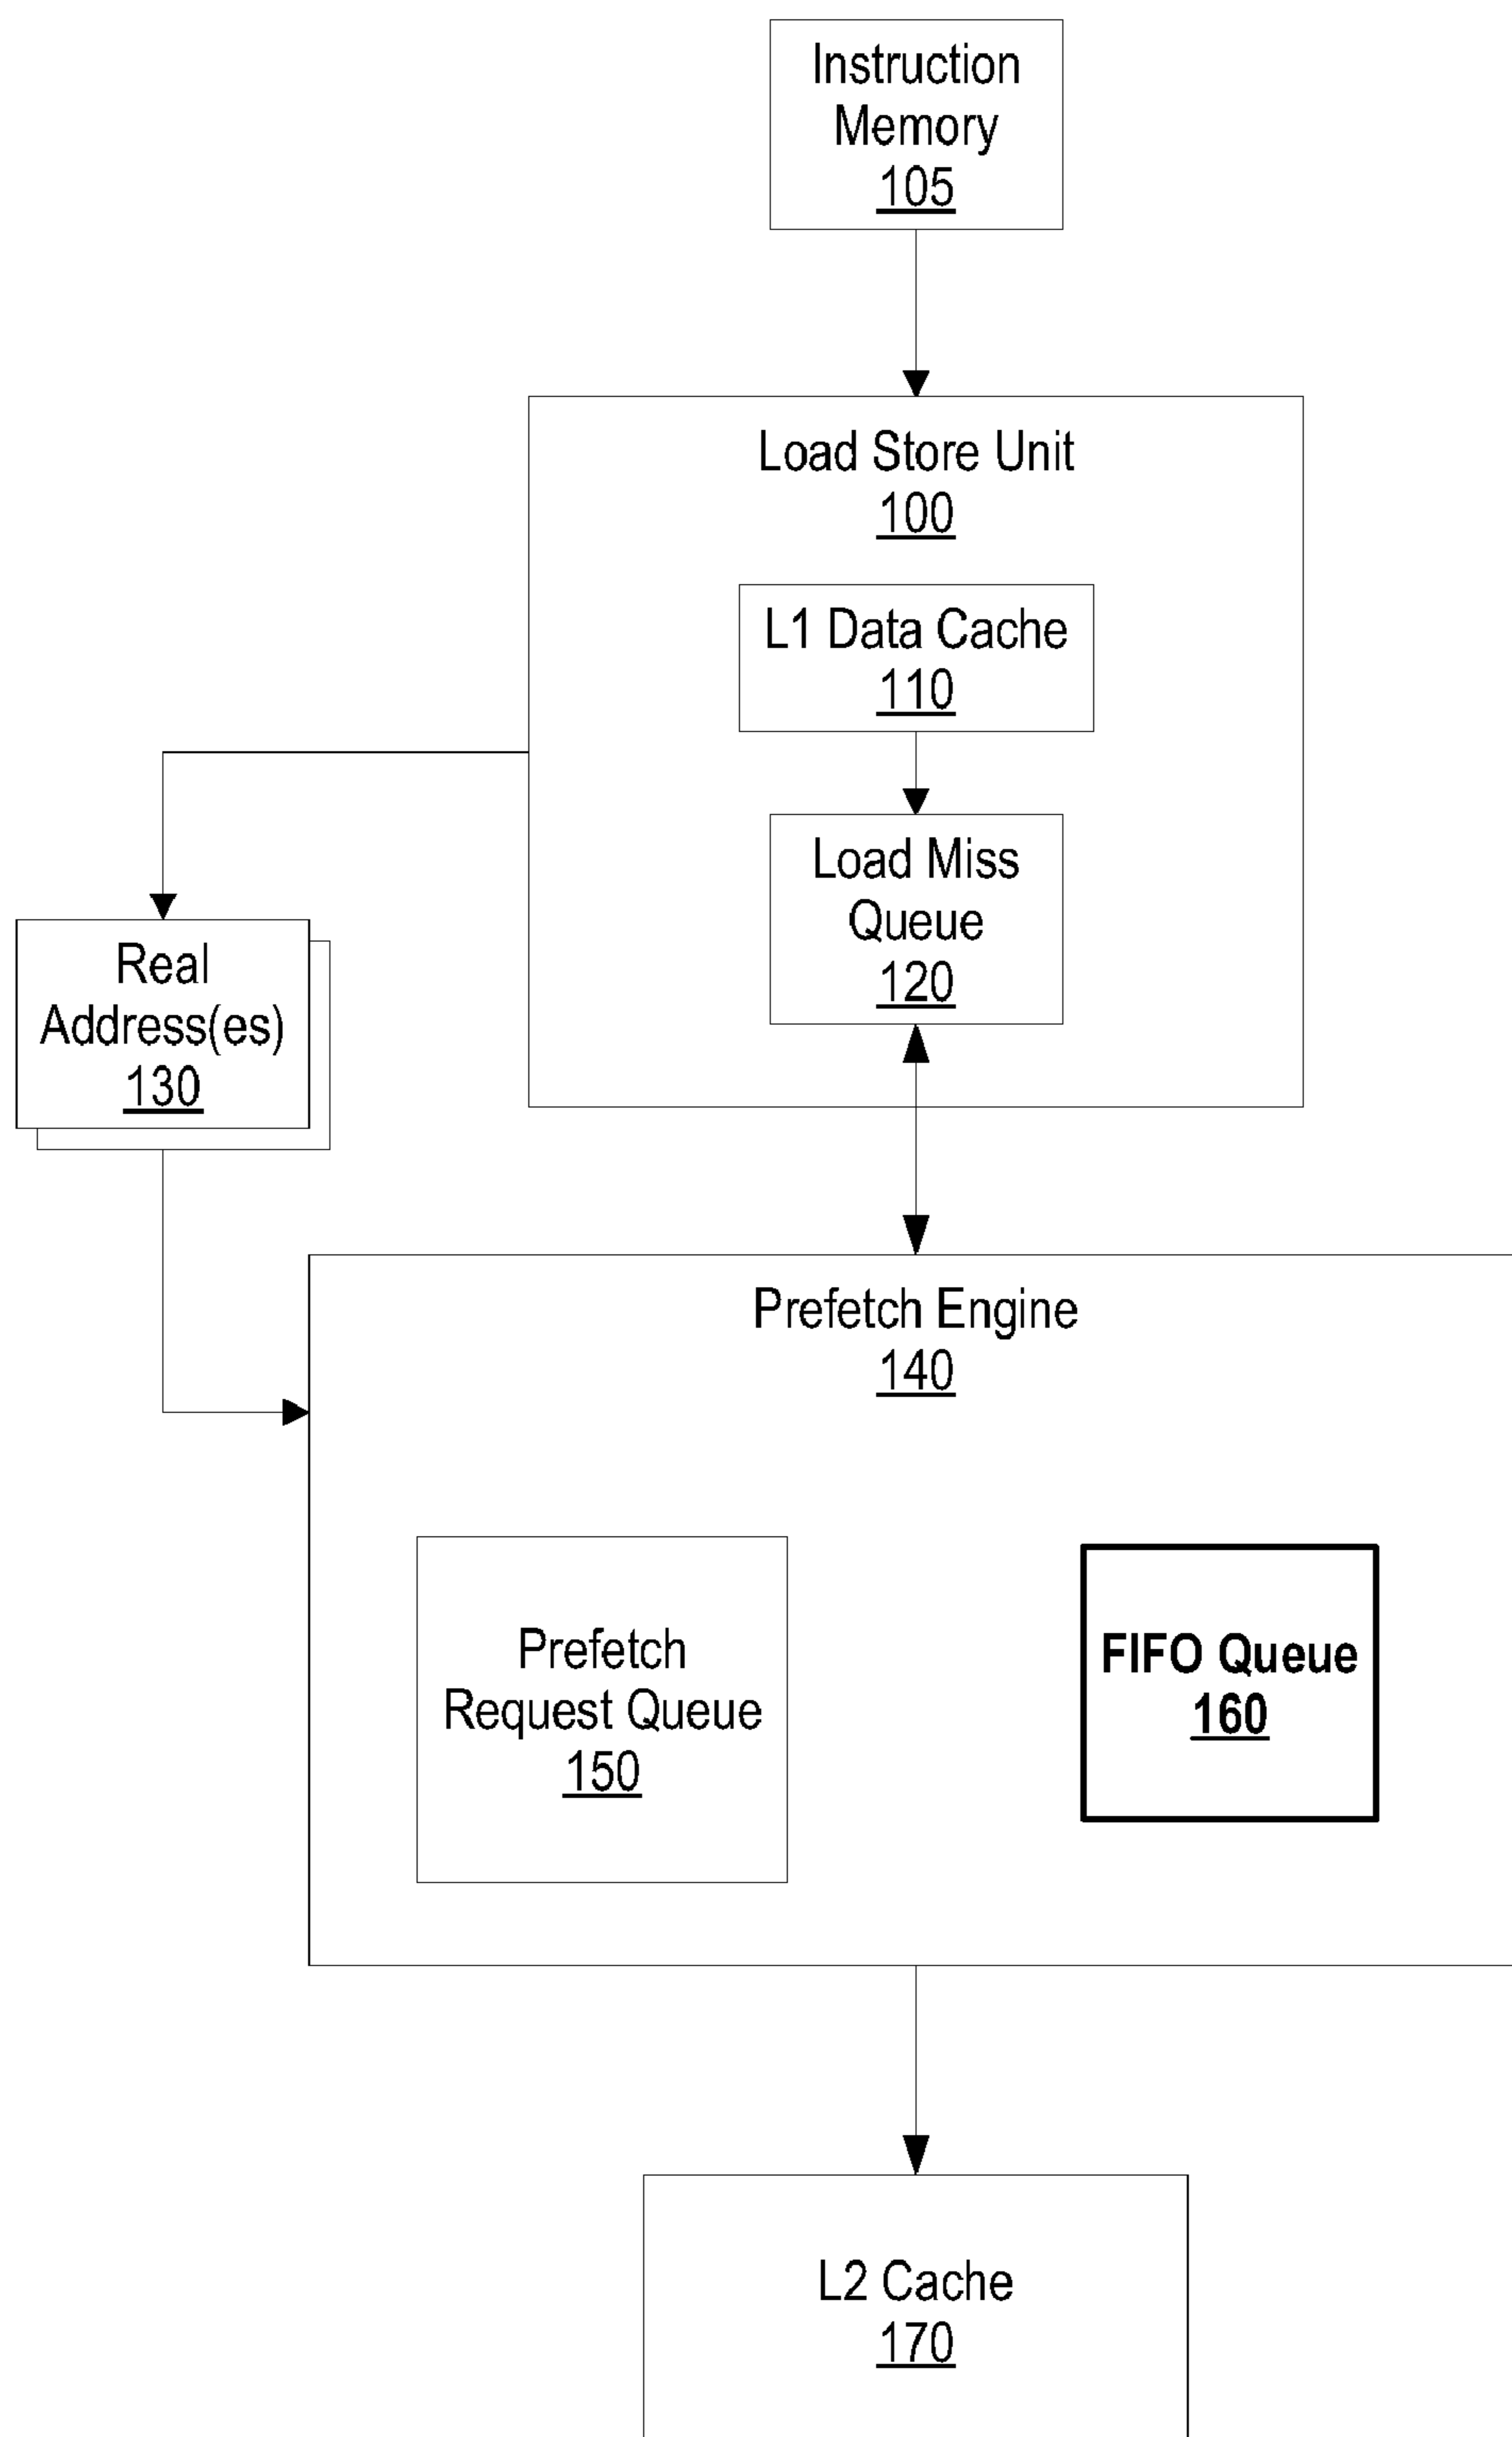 Instruction
Memory
105
Load Store Unit
100
L1 Data Cache
110
Load Miss
Queue
120
Real
Address(es)
130
Prefetch Engine
140
Prefetch
Request Queue
150
FIFO Queue
160
L2 Cache
170